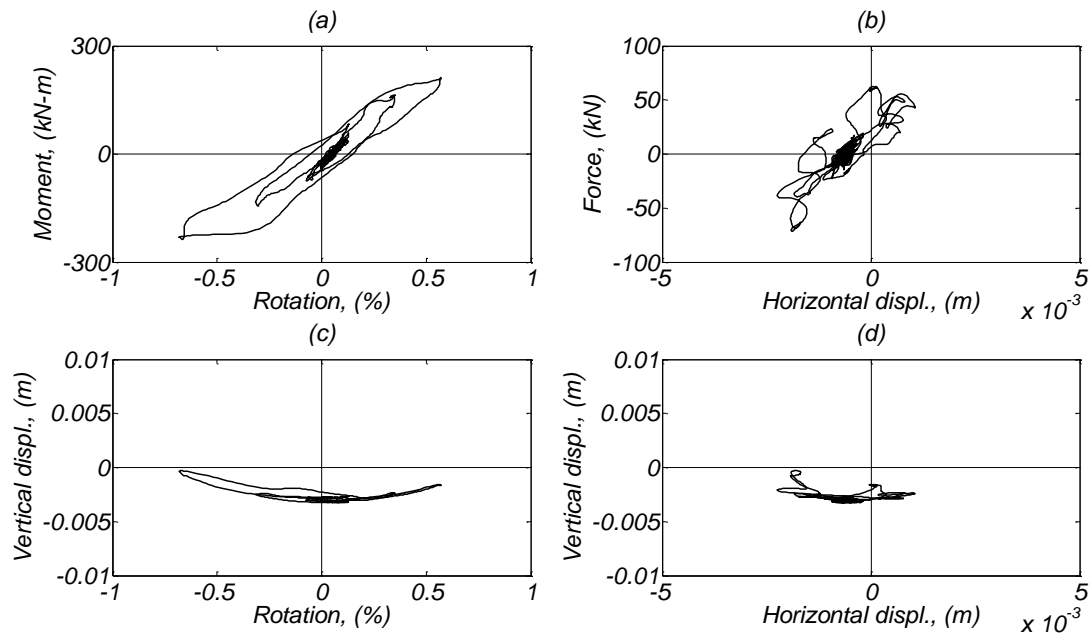 (a)
300
0
-300
Moment, (kN-m)
-1
-0.5
0
0.5
1
Rotation, (%)
(b)
100
50
0
-50
-100
Force, (kN)
-5
0
5
Horizontal displ., (m)
x 10^-3
(c)
0.01
0.005
0
-0.005
-0.01
Vertical displ., (m)
-1
-0.5
0
0.5
1
Rotation, (%)
(d)
0.01
0.005
0
-0.005
-0.01
Vertical displ., (m)
-5
0
5
Horizontal displ., (m)
x 10^-3